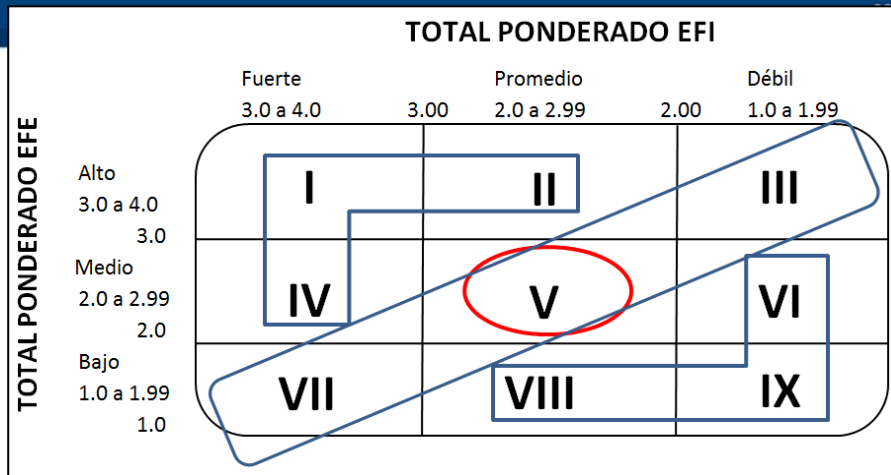 TOTAL PONDERADO EFI
Fuerte Promedio Débil
3.0 a 4.0 3.00 2.0 a 2.99 2.00 1.0 a 1.99
TOTAL PONDERADO EFE
Alto
3.0 a 4.0
3.0
I II III
Medio
2.0 a 2.99
2.0
IV V VI
Bajo
1.0 a 1.99
1.0
VII VIII IX